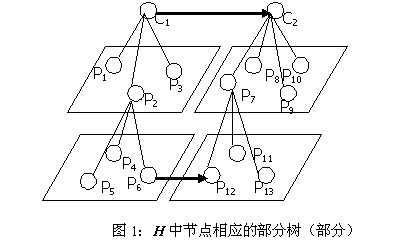 C1 C2
P1 P3 P8 P10
P2 P7 P9
P4 P11
P5 P6 P12 P13
图 1：H 中节点相应的部分树（部分）